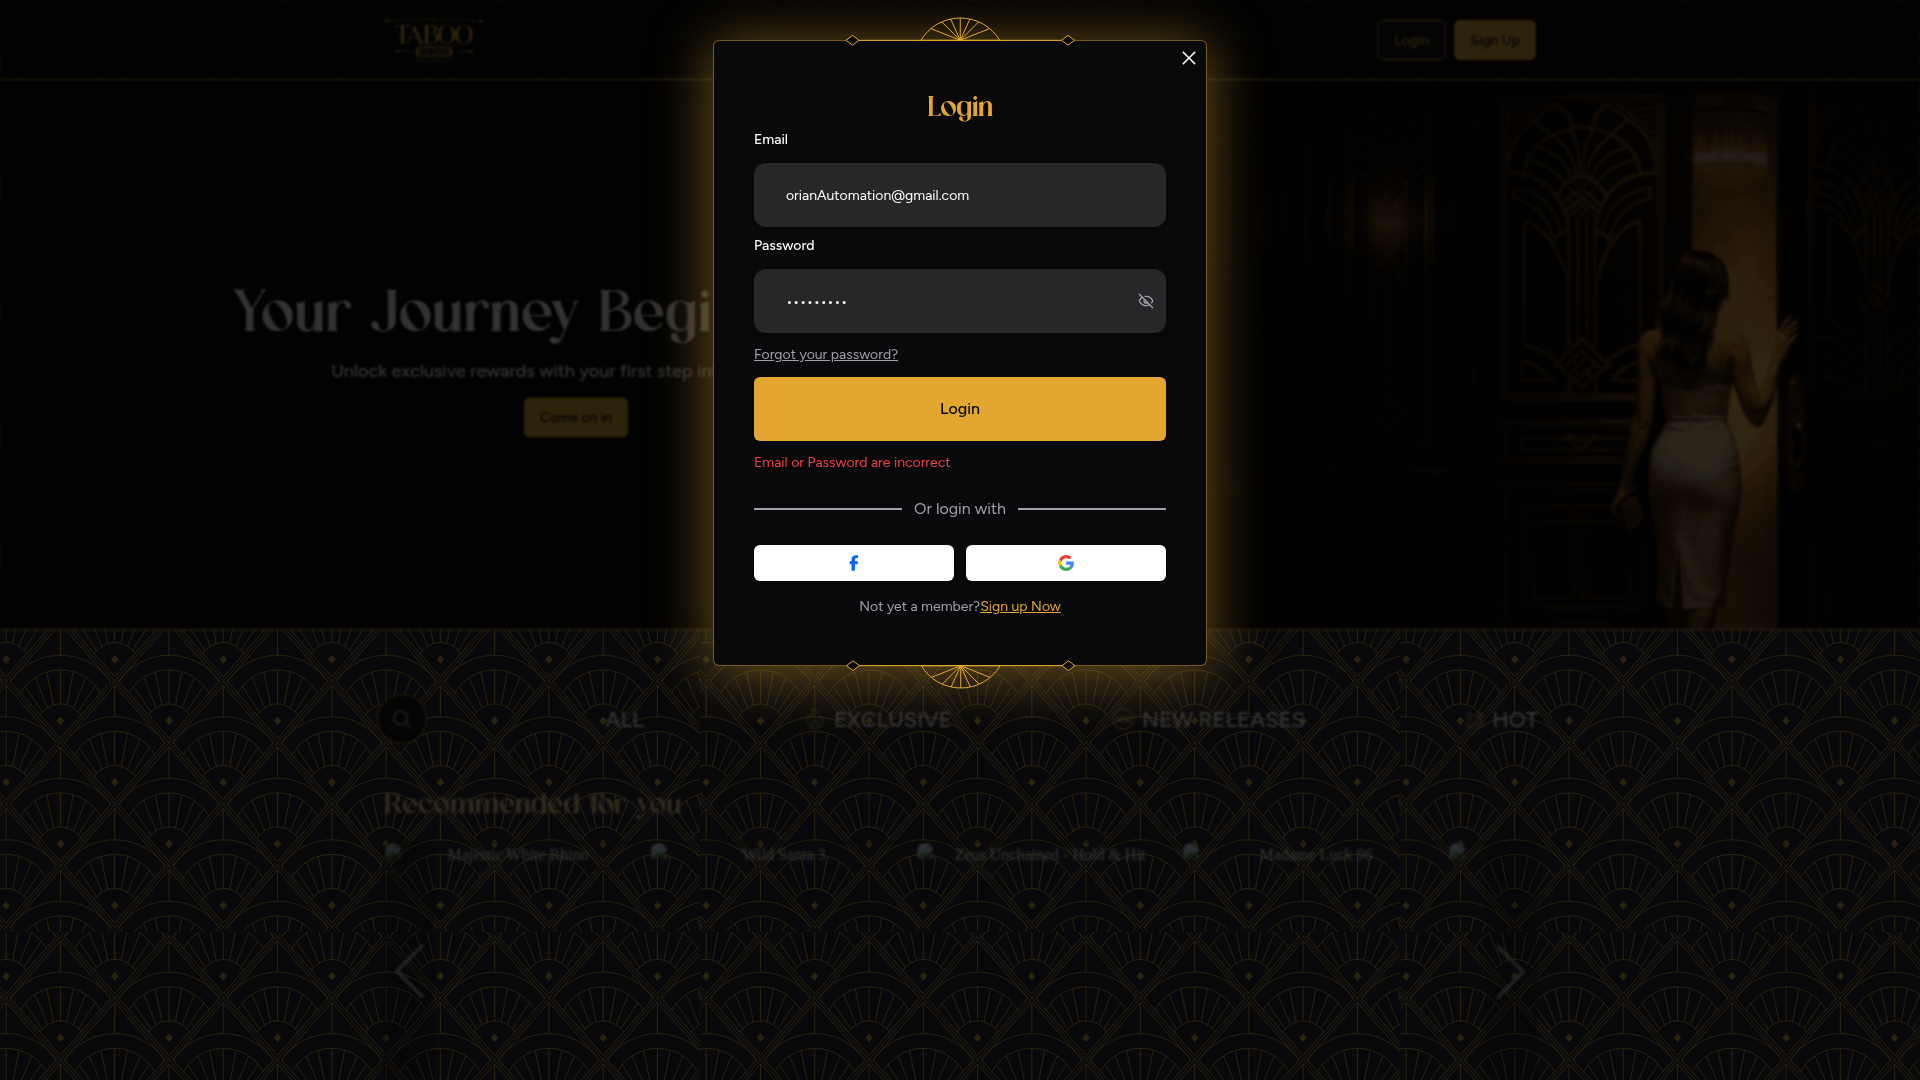 TABOO
Login
Sign Up
Login
Email
orianAutomation@gmail.com
Password
•••••••••
Forgot your password?
Login
Email or Password are incorrect
Or login with
Not yet a member?Sign up Now
Your Journey Begi
Unlock exclusive rewards with your first step in
Come on in
ALL
EXCLUSIVE
NEW RELEASES
HOT
Recommended for you
Majestic White Rhino
Wild Santa 3
Zeus Unchained - Hold & Hit
Madame Luck 96